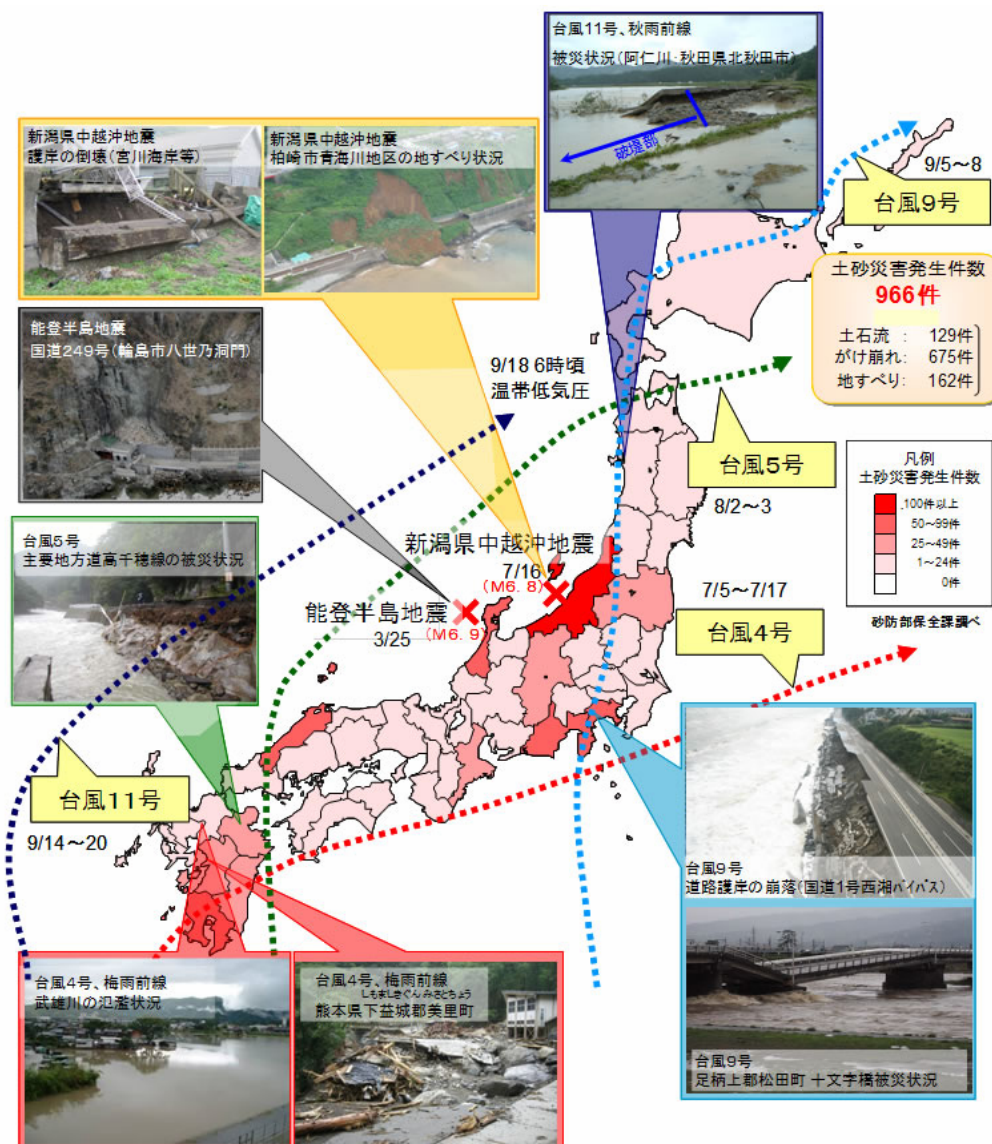 台風11号、秋雨前線
被災状況(阿仁川・秋田県北秋田市)
破堤部
新潟県中越沖地震
護岸の倒壊(宮川海岸等)
新潟県中越沖地震
柏崎市青海川地区の地すべり状況
9/5~8
台風9号
土砂災害発生件数
966件
土石流 : 129件
がけ崩れ: 675件
地すべり: 162件
能登半島地震
国道249号(輪島市八世乃洞門)
9/18 6時頃
温帯低気圧
台風5号
8/2~3
凡例
土砂災害発生件数
100件以上
50~99件
25~49件
1~24件
0件
砂防部保全課調べ
台風5号
主要地方道高千穂線の被災状況
新潟県中越沖地震
7/16
(M6.8)
能登半島地震
3/25
(M6.9)
7/5~7/17
台風4号
台風11号
9/14~20
台風9号
道路護岸の崩落(国道1号西湘バイパス)
台風9号
足柄上郡松田町 十文字橋被災状況
台風4号、梅雨前線
武雄川の氾濫状況
台風4号、梅雨前線
しもましきぐんみさとちょう
熊本県下益城郡美里町